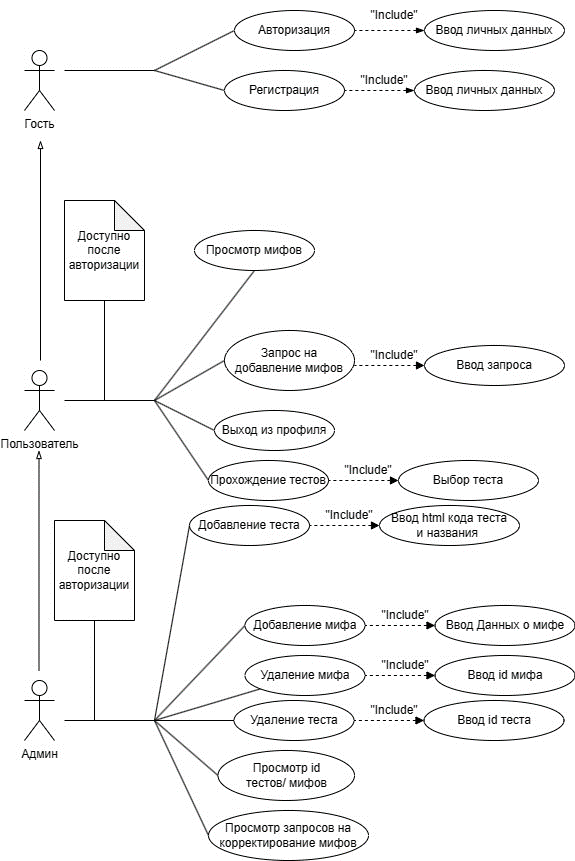 Авторизация
"Include"
Ввод личных данных
Регистрация
"Include"
Ввод личных данных
Гость
Доступно
после
авторизации
Просмотр мифов
Запрос на
добавление мифов
"Include"
Ввод запроса
Выход из профиля
Пользователь
Прохождение тестов
"Include"
Выбор теста
Добавление теста
"Include"
Ввод html кода теста
и названия
Доступно
после
авторизации
Добавление мифа
"Include"
Ввод Данных о мифе
Удаление мифа
"Include"
Ввод id мифа
Удаление теста
"Include"
Ввод id теста
Админ
Просмотр id
тестов/ мифов
Просмотр запросов на
корректирование мифов